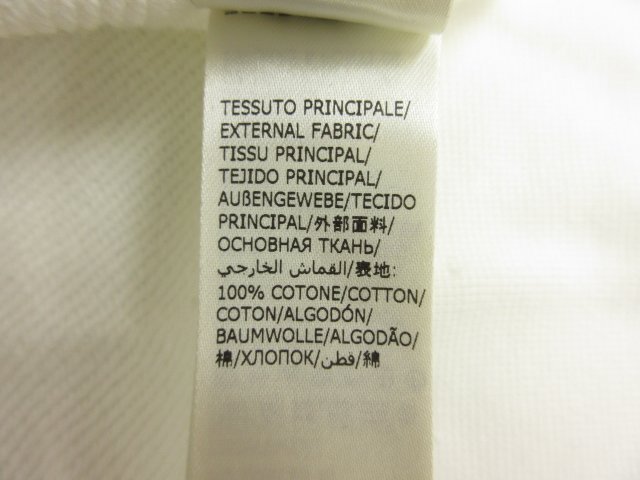 TESSUTO PRINCIPALE/
EXTERNAL FABRIC/
TISSU PRINCIPAL/
TEJIDO PRINCIPAL/
AUßENGEWEBE/TECIDO
PRINCIPAL/外部面料/
ОСНОВНАЯ ТКАНЬ/
القماش الخارجي/表地:
100% COTONE/COTTON/
COTON/ALGODÓN/
BAUMWOLLE/ALGODÃO/
棉/ХЛОПОК/قطن/綿